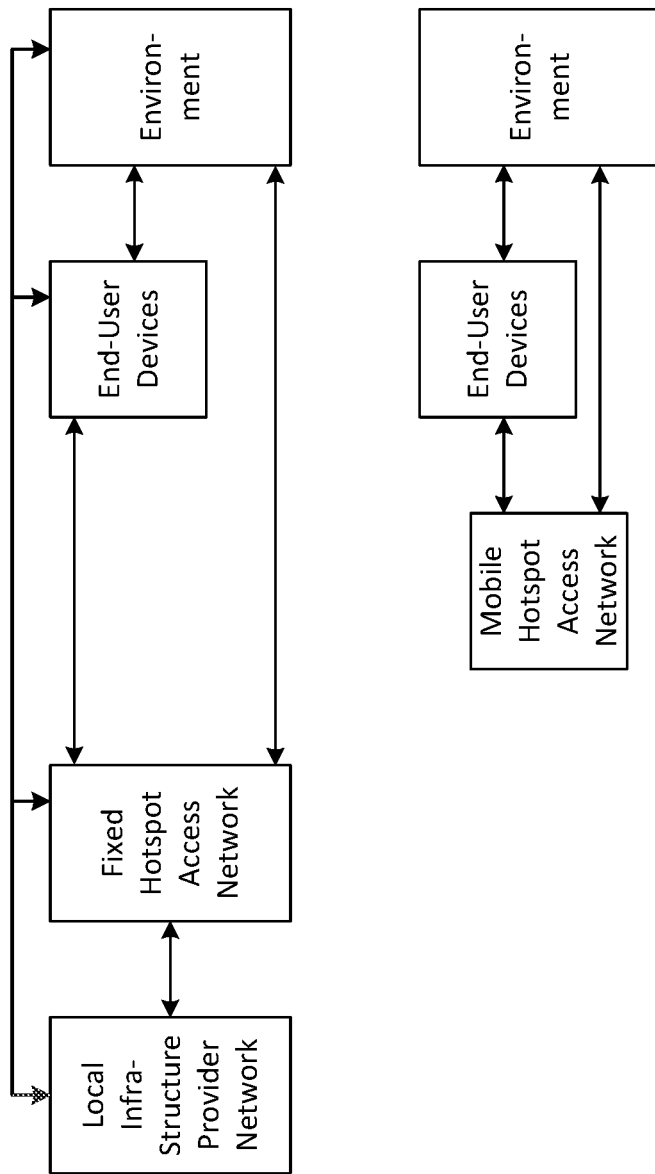 Local
Infra-
Structure
Provider
Network
Fixed
Hotspot
Access
Network
End-User
Devices
Environ-
ment
Mobile
Hotspot
Access
Network
End-User
Devices
Environ-
ment